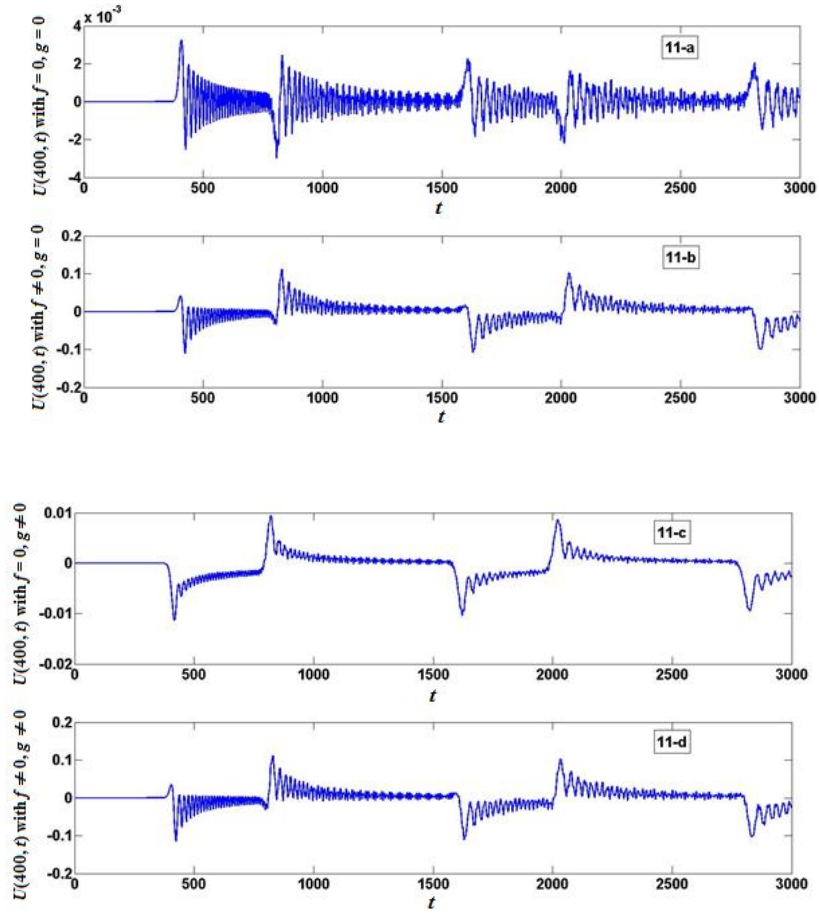 × 10⁻³
4
2
0
-2
-4
0 500 1000 1500 2000 2500 3000
11-a
U(400, t) with f = 0, g = 0
t
0.2
0.1
0
-0.1
-0.2
0 500 1000 1500 2000 2500 3000
11-b
U(400, t) with f ≠ 0, g = 0
t
0.01
0
-0.01
-0.02
0 500 1000 1500 2000 2500 3000
11-c
U(400, t) with f = 0, g ≠ 0
t
0.2
0.1
0
-0.1
-0.2
0 500 1000 1500 2000 2500 3000
11-d
U(400, t) with f ≠ 0, g ≠ 0
t